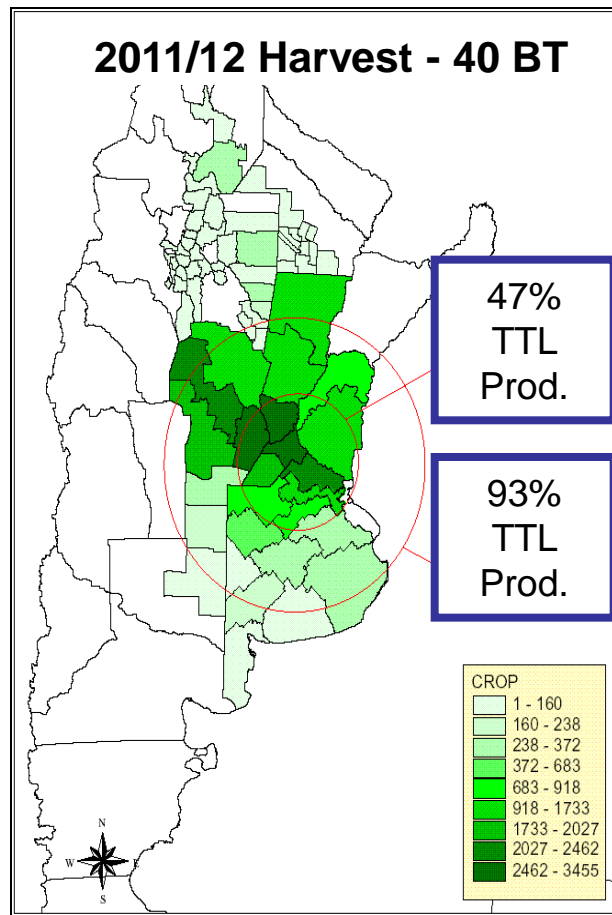 2011/12 Harvest - 40 BT
47%
TTL
Prod.
93%
TTL
Prod.
CROP
1 - 160
160 - 238
238 - 372
372 - 683
683 - 918
918 - 1733
1733 - 2027
2027 - 2462
2462 - 3455
N
W E
S